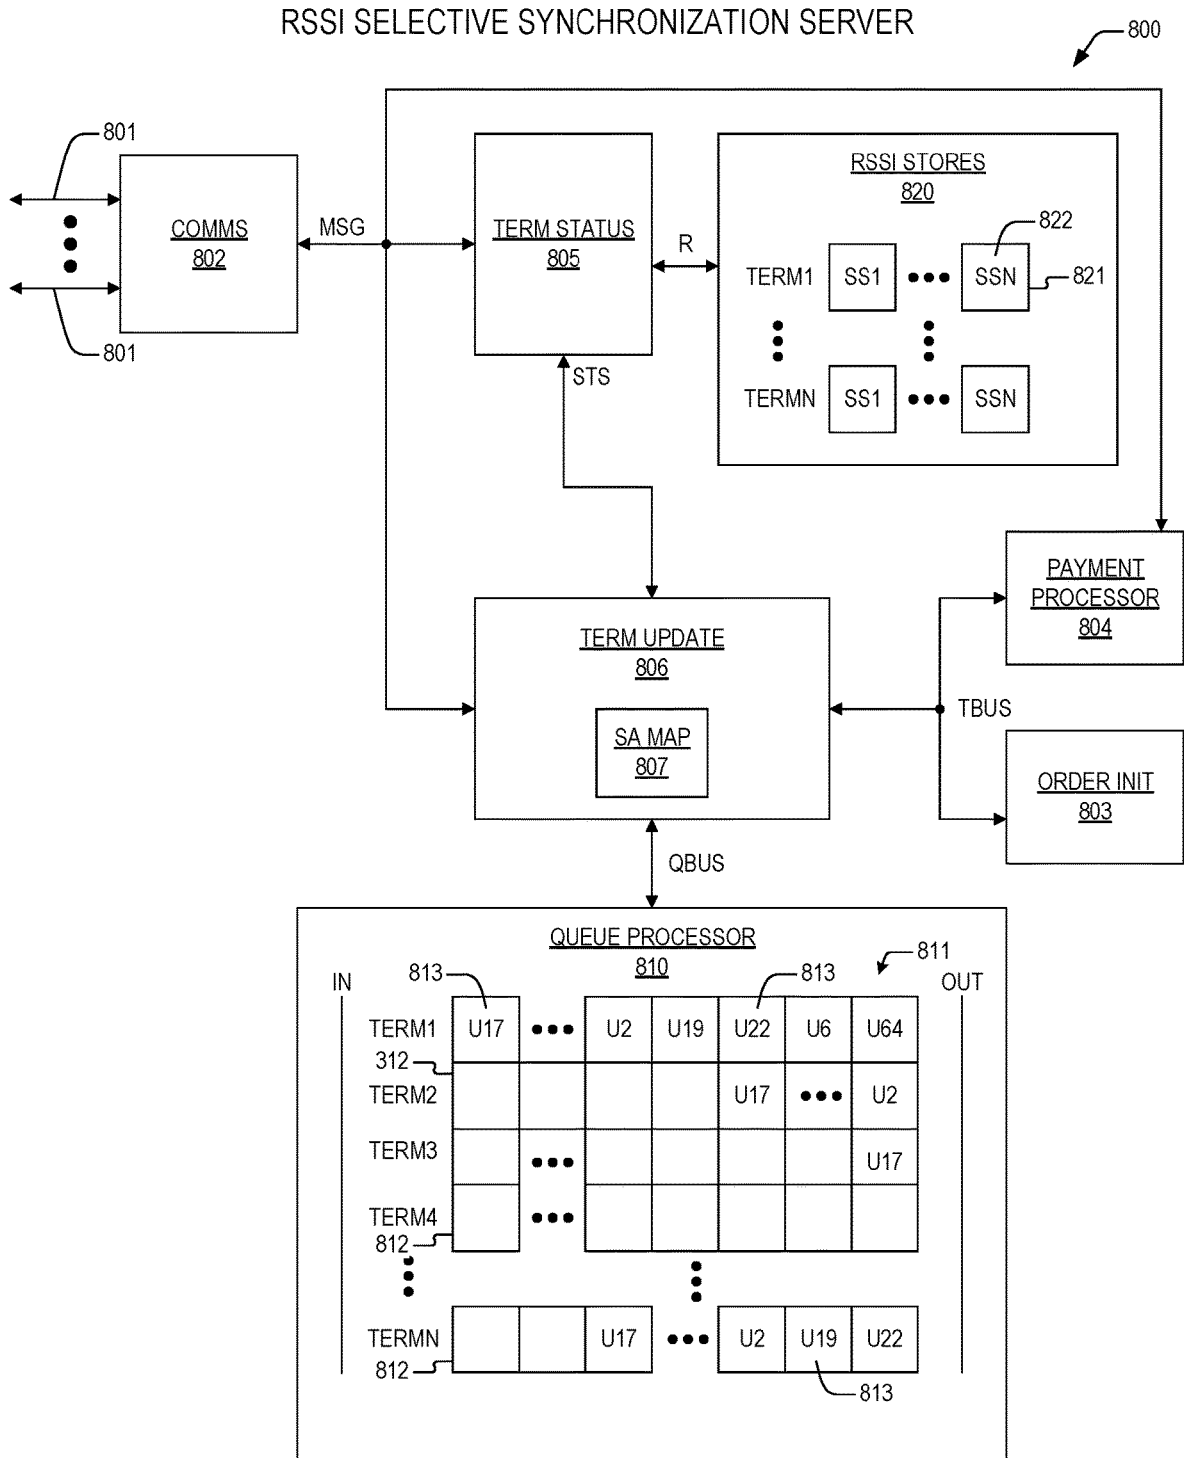 RSSI SELECTIVE SYNCHRONIZATION SERVER
800
801
COMMS
802
MSG
801
TERM STATUS
805
R
STS
RSSI STORES
820
822
821
TERM1 SS1 SSN
TERMN SS1 SSN
TERM UPDATE
806
SA MAP
807
PAYMENT
PROCESSOR
804
TBUS
ORDER INIT
803
QBUS
QUEUE PROCESSOR
810
811
IN
813
813
OUT
TERM1 U17 U2 U19 U22 U6 U64
312
TERM2 U17 U2
TERM3 U17
TERM4
812
TERMN U17 U2 U19 U22
812
813